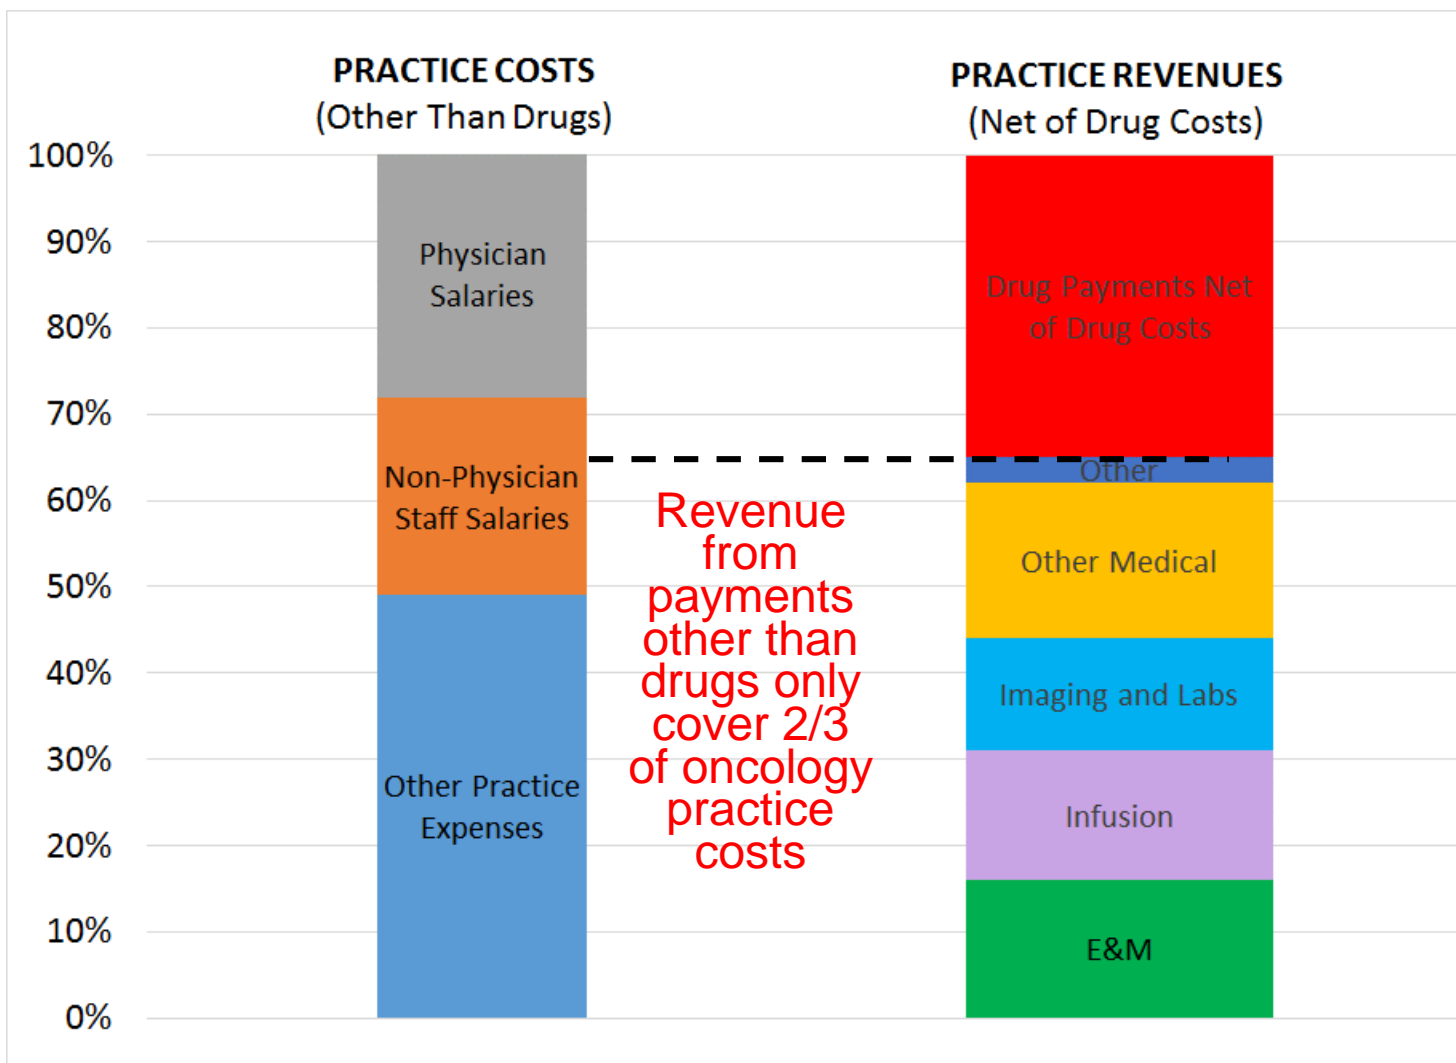 PRACTICE COSTS
(Other Than Drugs)
PRACTICE REVENUES
(Net of Drug Costs)
100%
90%
80%
70%
60%
50%
40%
30%
20%
10%
0%
Physician
Salaries
Non-Physician
Staff Salaries
Other Practice
Expenses
Revenue
from
payments
other than
drugs only
cover 2/3
of oncology
practice
costs
Drug Payments Net
of Drug Costs
Other
Other Medical
Imaging and Labs
Infusion
E&M